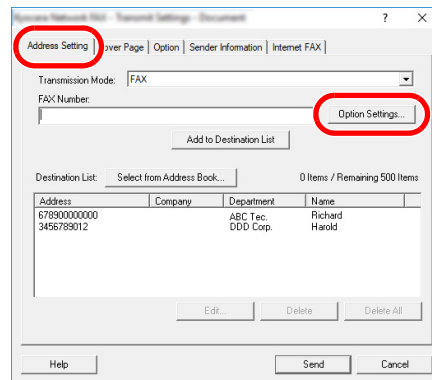 Kyocera Network FAX - Transmit Settings - Document ? ×
Address Setting over Page Option Sender Information Internet FAX
Transmission Mode: FAX
FAX Number:
Option Settings...
Add to Destination List
Destination List: Select from Address Book... 0 Items / Remaining 500 Items
Address Company Department Name
678900000000 ABC Tec. Richard
3456789012 DDD Corp. Harold
Edit... Delete Delete All
Help Send Cancel